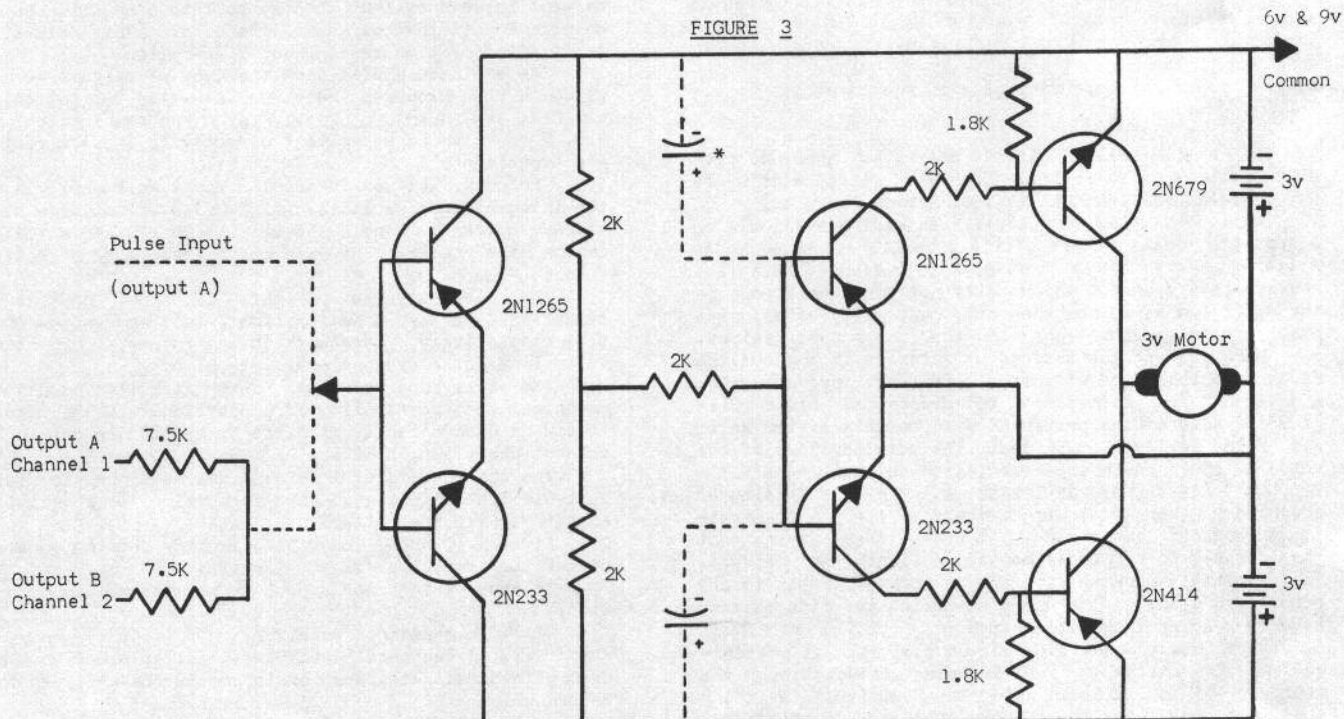 FIGURE 3
6v & 9v
Common
1.8K
-
*
+
2K
2N679
-
3v
+
2K
2N1265
Pulse Input
(output A)
2N1265
3v Motor
2K
7.5K
Output A
Channel 1
2N233
2K
2K
-
3v
+
Output B
Channel 2
7.5K
2N233
-
+
2N414
1.8K